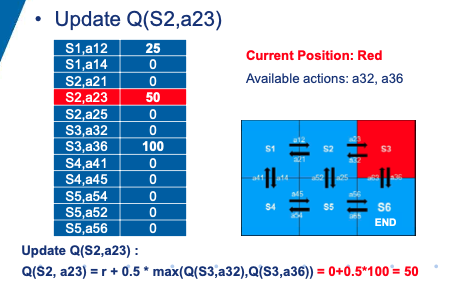 • Update Q(S2,a23)
S1,a12 25
S1,a14 0
S2,a21 0
S2,a23 50
S2,a25 0
S3,a32 0
S3,a36 100
S4,a41 0
S4,a45 0
S5,a54 0
S5,a52 0
S5,a56 0
Current Position: Red
Available actions: a32, a36
a12 a23
S1 S2 S3
a21 a32
a41 a14 a52 a25 a63 a36
a45 a56
S4 S5 S6
a54 a65
END
Update Q(S2,a23) :
Q(S2, a23) = r + 0.5 * max(Q(S3,a32),Q(S3,a36)) = 0+0.5*100 = 50